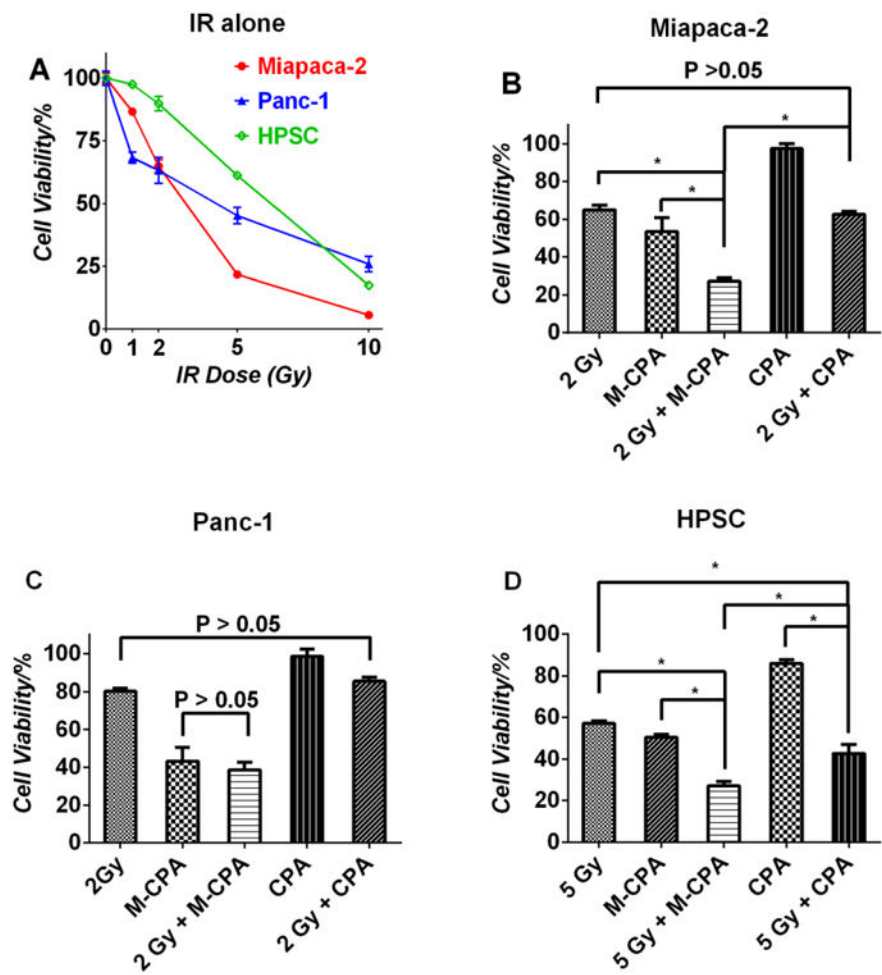 IR alone
A
Miapaca-2
Panc-1
HPSC
Cell Viability/%
100
75
50
25
0
0 1 2 5 10
IR Dose (Gy)
Miapaca-2
B
P >0.05
*
*
*
Cell Viability/%
100
80
60
40
20
0
2 Gy
M-CPA
2 Gy + M-CPA
CPA
2 Gy + CPA
Panc-1
C
P > 0.05
P > 0.05
Cell Viability/%
100
80
60
40
20
0
2Gy
M-CPA
2 Gy + M-CPA
CPA
2 Gy + CPA
HPSC
D
*
*
*
*
*
Cell Viability/%
100
80
60
40
20
0
5 Gy
M-CPA
5 Gy + M-CPA
CPA
5 Gy + CPA